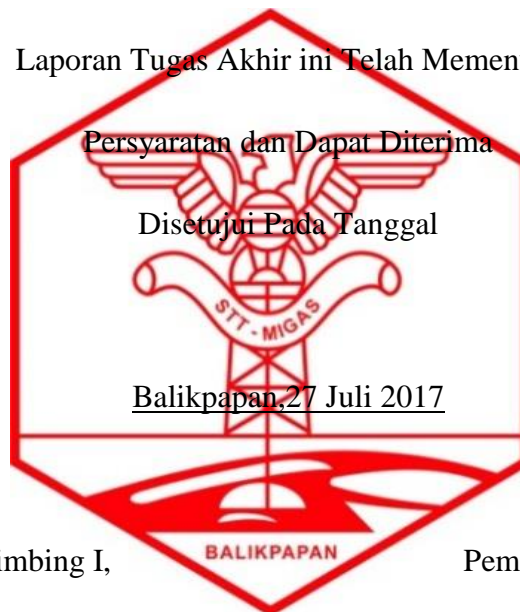 Laporan Tugas Akhir ini Telah Memen
Persyaratan dan Dapat Diterima
Disetujui Pada Tanggal
STT - MIGAS
Balikpapan,27 Juli 2017
imbing I,
BALIKPAPAN
Pem